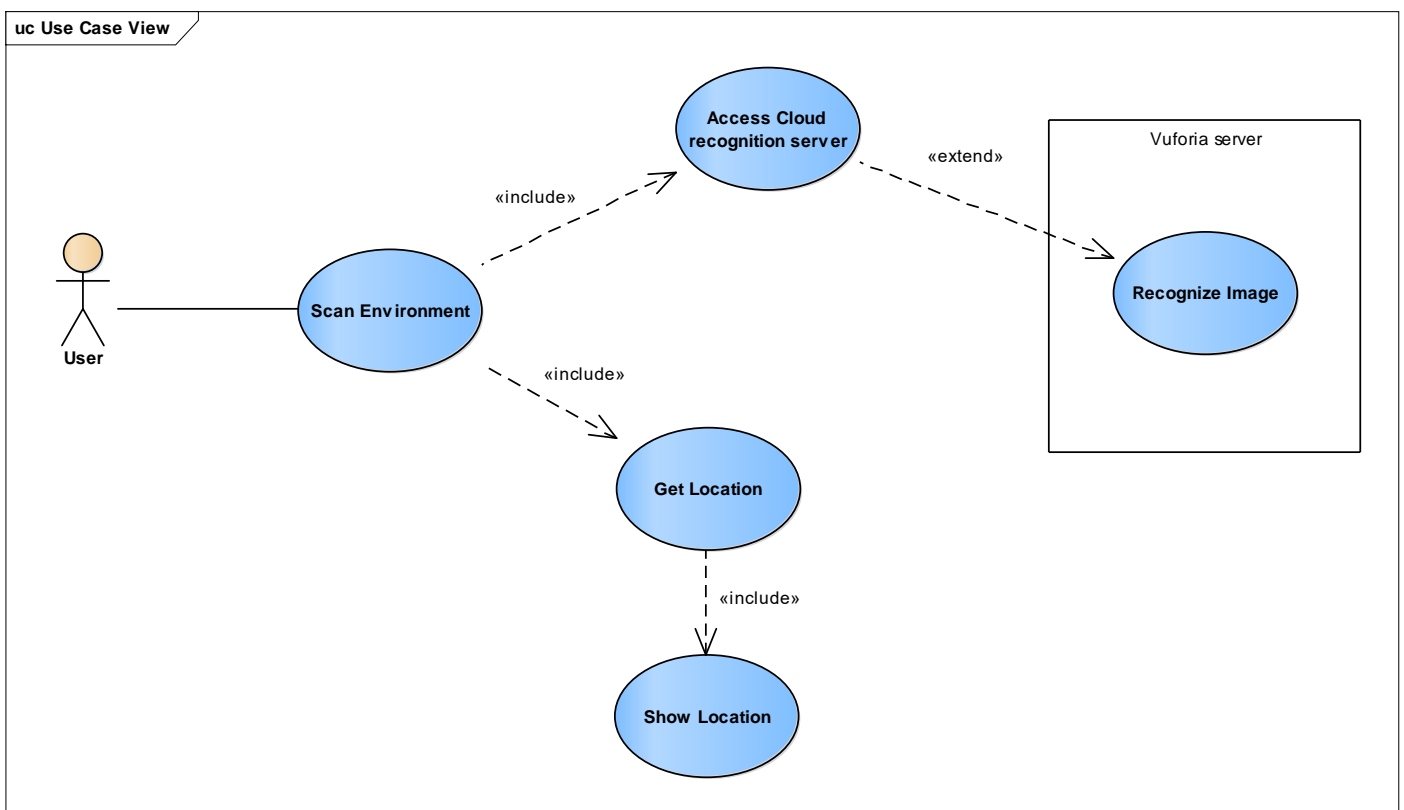 uc Use Case View
Access Cloud
recognition server
«extend»
Vuforia server
«include»
Recognize Image
Scan Environment
User
«include»
Get Location
«include»
Show Location